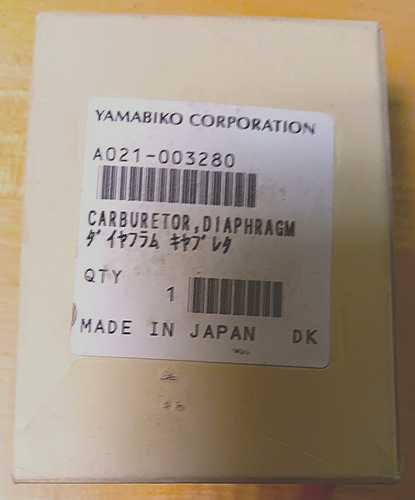 YAMABIKO CORPORATION
A021-003280
CARBURETOR,DIAPHRAGM
ダイヤフラム キヤブレタ
QTY
1
MADE IN JAPAN DK